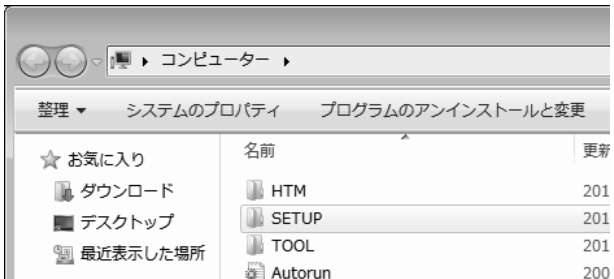 コンピューター
整理 システムのプロパティ プログラムのアンインストールと変更
お気に入り
ダウンロード
デスクトップ
最近表示した場所
名前 更新
HTM 201
SETUP 201
TOOL 201
Autorun 200